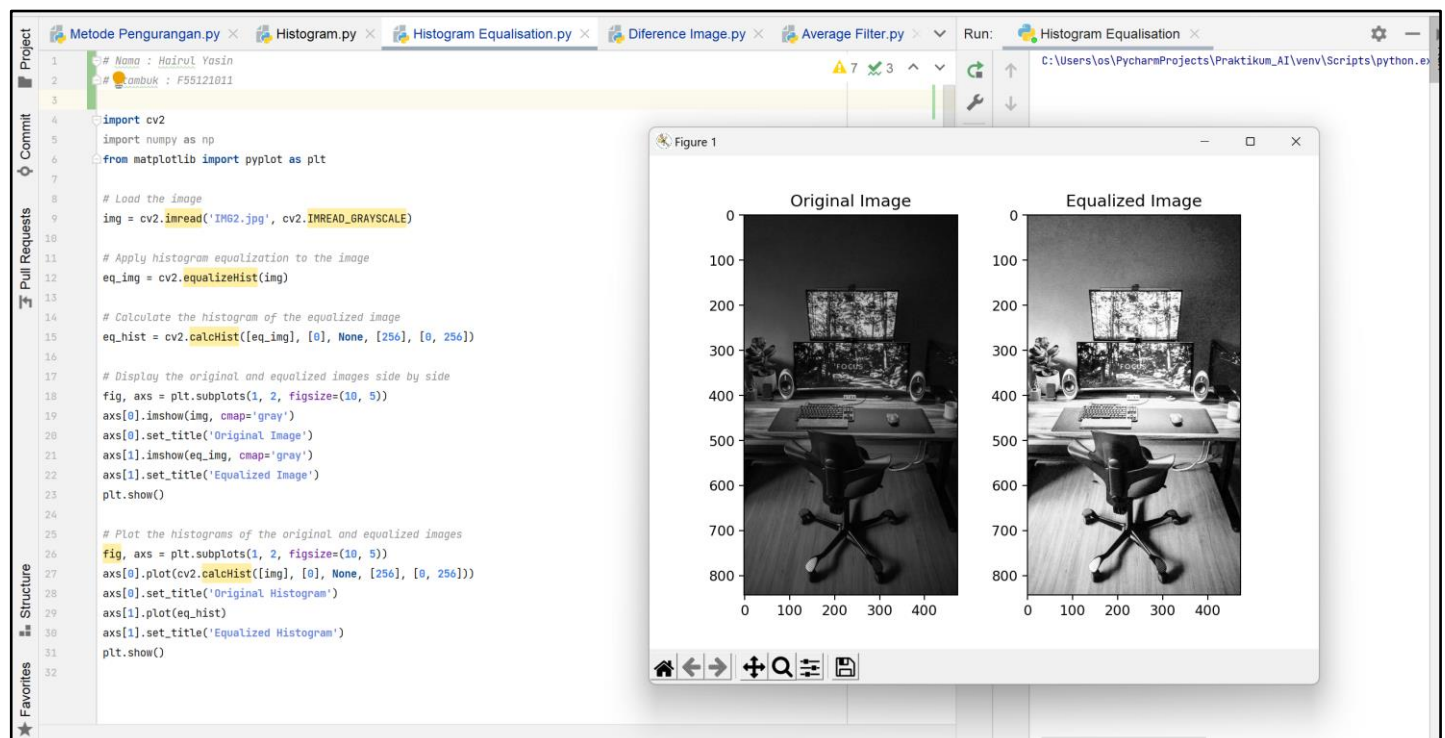 Metode Pengurangan.py
Histogram.py
Histogram Equalisation.py
Diference Image.py
Average Filter.py
Run:
Histogram Equalisation
Project
Commit
Pull Requests
Structure
Favorites
7
3
1 # Nama : Hairul Yasin
2 # tambuk : F55121011
3
4 import cv2
5 import numpy as np
6 from matplotlib import pyplot as plt
7
8 # Load the image
9 img = cv2.imread('IMG2.jpg', cv2.IMREAD_GRAYSCALE)
10
11 # Apply histogram equalization to the image
12 eq_img = cv2.equalizeHist(img)
13
14 # Calculate the histogram of the equalized image
15 eq_hist = cv2.calcHist([eq_img], [0], None, [256], [0, 256])
16
17 # Display the original and equalized images side by side
18 fig, axs = plt.subplots(1, 2, figsize=(10, 5))
19 axs[0].imshow(img, cmap='gray')
20 axs[0].set_title('Original Image')
21 axs[1].imshow(eq_img, cmap='gray')
22 axs[1].set_title('Equalized Image')
23 plt.show()
24
25 # Plot the histograms of the original and equalized images
26 fig, axs = plt.subplots(1, 2, figsize=(10, 5))
27 axs[0].plot(cv2.calcHist([img], [0], None, [256], [0, 256]))
28 axs[0].set_title('Original Histogram')
29 axs[1].plot(eq_hist)
30 axs[1].set_title('Equalized Histogram')
31 plt.show()
32
C:\Users\os\PycharmProjects\Praktikum_AI\venv\Scripts\python.ex
Figure 1
Original Image
0
100
200
300
400
500
600
700
800
0 100 200 300 400
FOCUS
Equalized Image
0
100
200
300
400
500
600
700
800
0 100 200 300 400
FOCUS